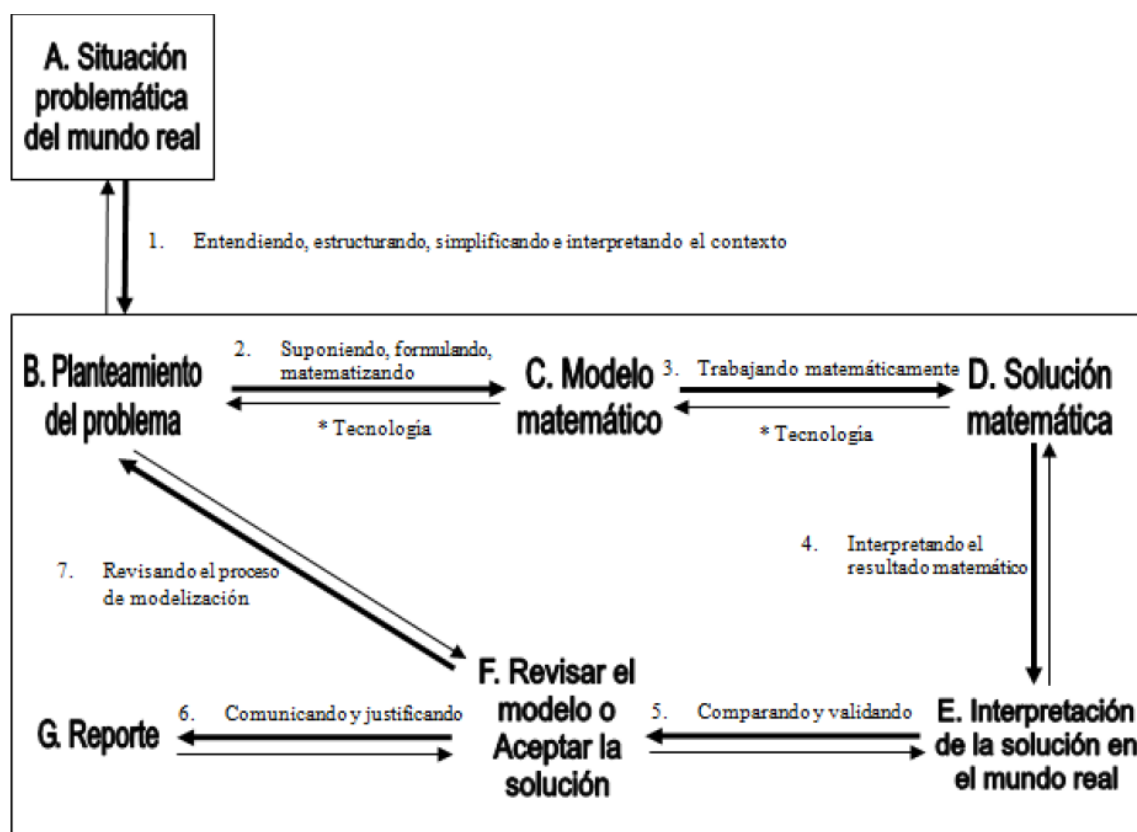 A. Situación
problemática
del mundo real
1. Entendiendo, estructurando, simplificando e interpretando el contexto
B. Planteamiento
del problema
2. Suponiendo, formulando,
matematizando
* Tecnología
C. Modelo
matemático
3. Trabajando matemáticamente
* Tecnología
D. Solución
matemática
4. Interpretando el
resultado matemático
7. Revisando el proceso
de modelización
F. Revisar el
modelo o
Aceptar la
solución
5. Comparando y validando
E. Interpretación
de la solución en
el mundo real
6. Comunicando y justificando
G. Reporte